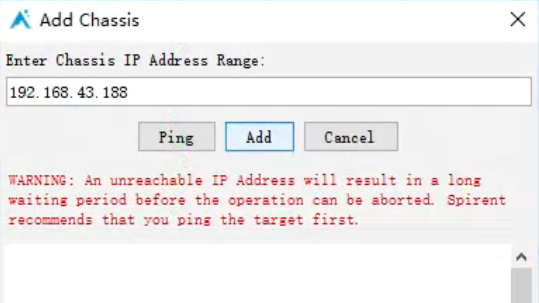 Add Chassis
Enter Chassis IP Address Range:
192.168.43.188
Ping
Add
Cancel
WARNING: An unreachable IP Address will result in a long
waiting period before the operation can be aborted. Spirent
recommends that you ping the target first.